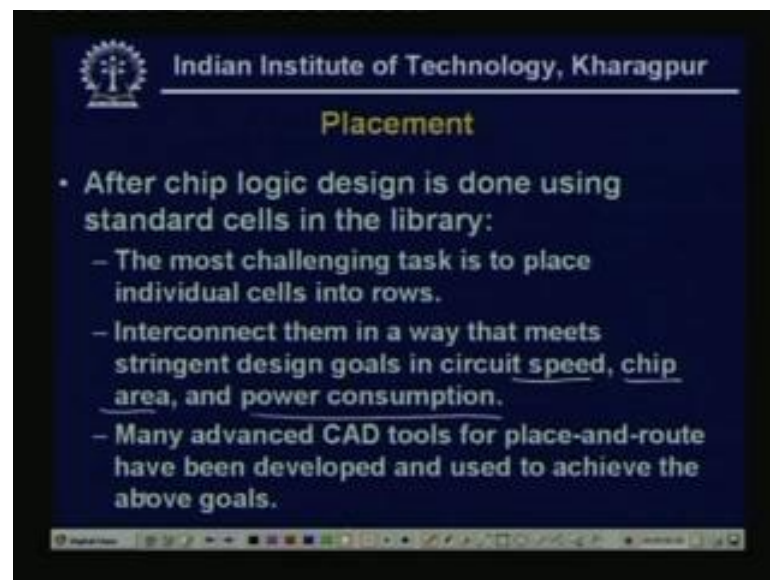 Indian Institute of Technology, Kharagpur
Placement
• After chip logic design is done using
standard cells in the library:
– The most challenging task is to place
individual cells into rows.
– Interconnect them in a way that meets
stringent design goals in circuit speed, chip
area, and power consumption.
– Many advanced CAD tools for place-and-route
have been developed and used to achieve the
above goals.